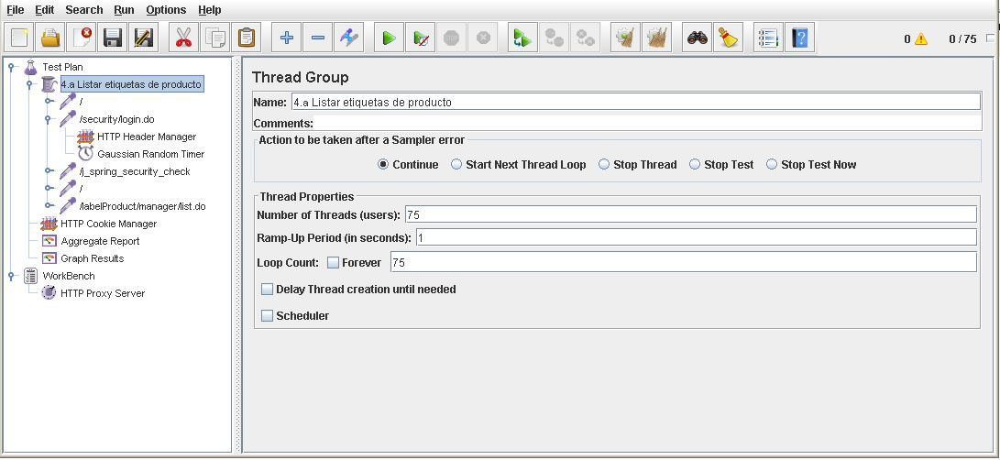 File Edit Search Run Options Help
STOP
0 0 / 75
Test Plan
4.a Listar etiquetas de producto
/
/security/login.do
HTTP Header Manager
Gaussian Random Timer
/j_spring_security_check
/
/labelProduct/manager/list.do
HTTP Cookie Manager
Aggregate Report
Graph Results
WorkBench
HTTP Proxy Server
Thread Group
Name: 4.a Listar etiquetas de producto
Comments:
Action to be taken after a Sampler error
Continue Start Next Thread Loop Stop Thread Stop Test Stop Test Now
Thread Properties
Number of Threads (users): 75
Ramp-Up Period (in seconds): 1
Loop Count: Forever 75
Delay Thread creation until needed
Scheduler